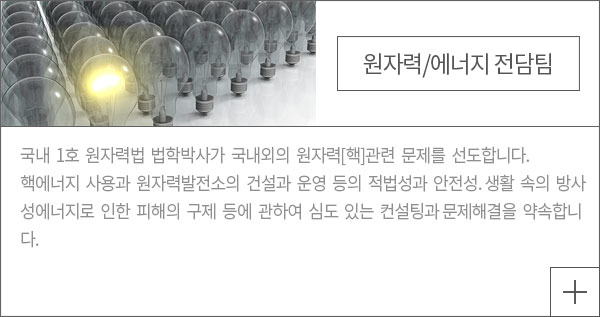 원자력/에너지 전담팀
국내 1호 원자력법 법학박사가 국내외의 원자력[핵]관련 문제를 선도합니다.
핵에너지 사용과 원자력발전소의 건설과 운영 등의 적법성과 안전성. 생활 속의 방사
성에너지로 인한 피해의 구제 등에 관하여 심도 있는 컨설팅과 문제해결을 약속합니
다.